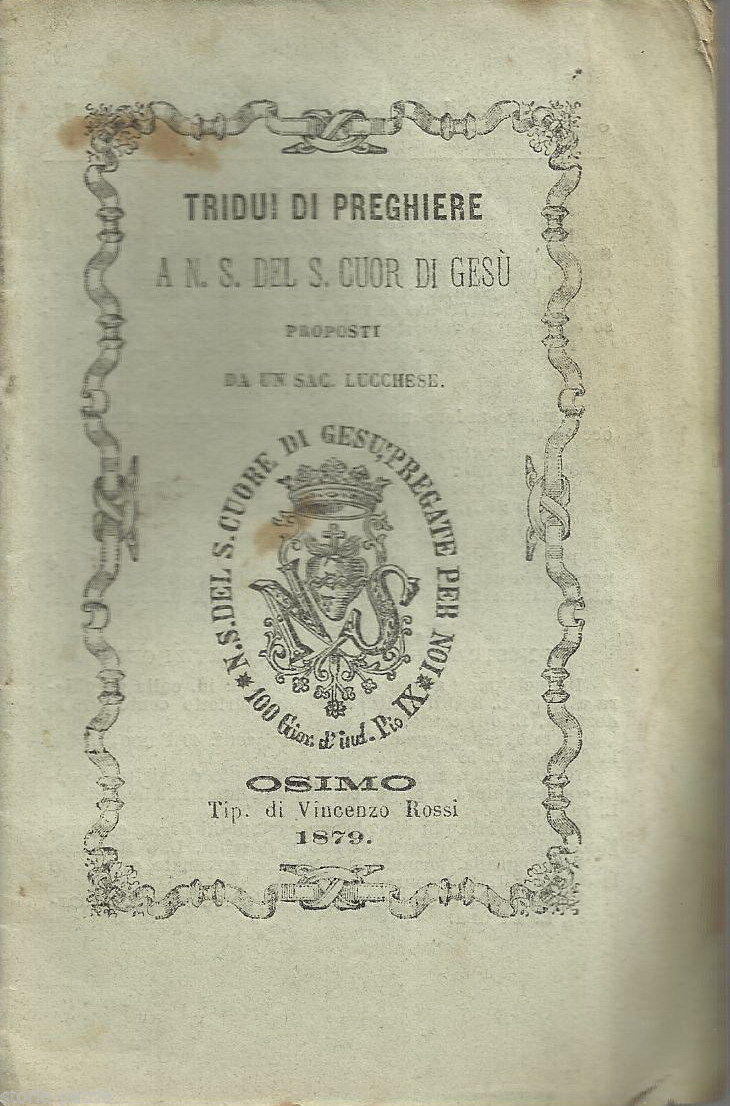 TRIDUI DI PREGHIERE
A N. S. DEL S. CUOR DI GESÙ
PROPOSTI
DA UN SAC. LUCCHESE.
* N. S. DEL S. CUORE DI GESU', PREGATE PER NOI *
100 Gior. d'ind. Pio IX
OSIMO
Tip. di Vincenzo Rossi
1879.